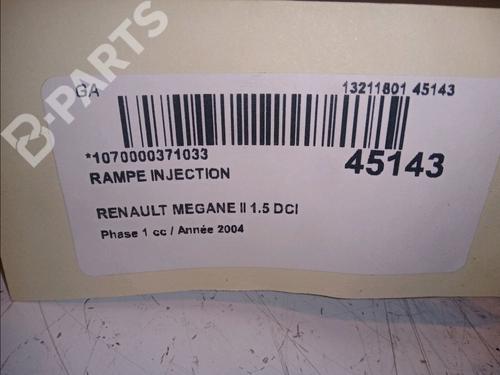 B-PARTS
GA
13211801 45143
*1070000371033
45143
RAMPE INJECTION
RENAULT MEGANE II 1.5 DCI
Phase 1 cc / Année 2004